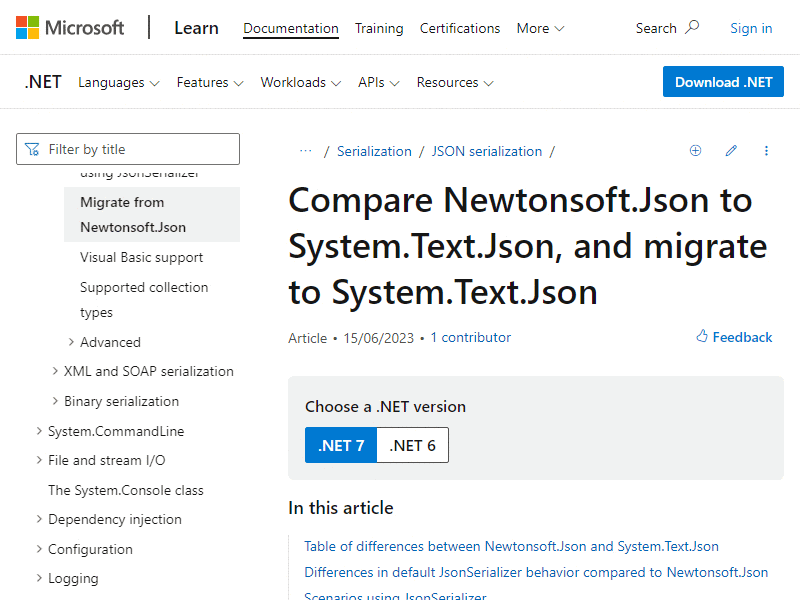 Microsoft
Learn
Documentation
Training
Certifications
More
Search
Sign in
.NET
Languages
Features
Workloads
APIs
Resources
Download .NET
Filter by title
using JsonSerializer
Migrate from
Newtonsoft.Json
Visual Basic support
Supported collection
types
Advanced
XML and SOAP serialization
Binary serialization
System.CommandLine
File and stream I/O
The System.Console class
Dependency injection
Configuration
Logging
··· / Serialization / JSON serialization /
Compare Newtonsoft.Json to
System.Text.Json, and migrate
to System.Text.Json
Article • 15/06/2023 • 1 contributor
Feedback
Choose a .NET version
.NET 7
.NET 6
In this article
Table of differences between Newtonsoft.Json and System.Text.Json
Differences in default JsonSerializer behavior compared to Newtonsoft.Json
Scenarios using JsonSerializer